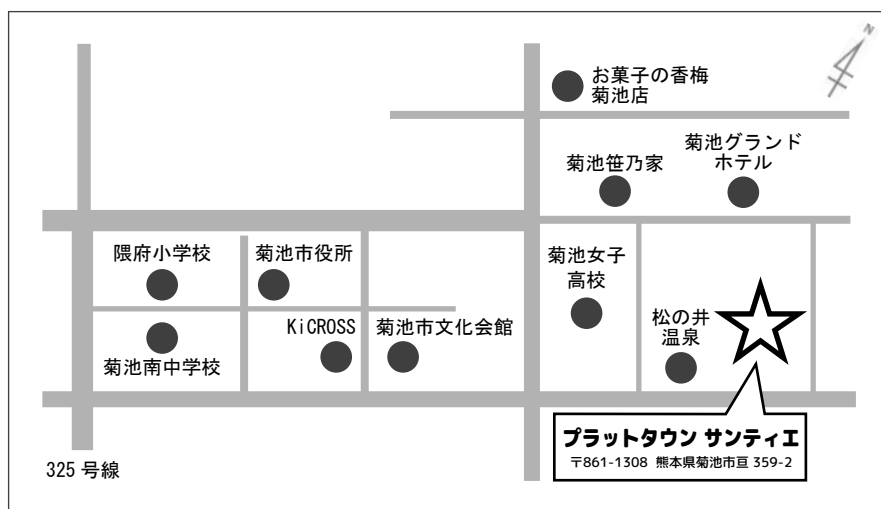 N
お菓子の香梅
菊池店
菊池グランド
ホテル
菊池笹乃家
隈府小学校
菊池市役所
菊池女子
高校
KiCROSS
菊池市文化会館
松の井
温泉
菊池南中学校
プラットタウン サンティエ
〒861-1308 熊本県菊池市亘 359-2
325 号線